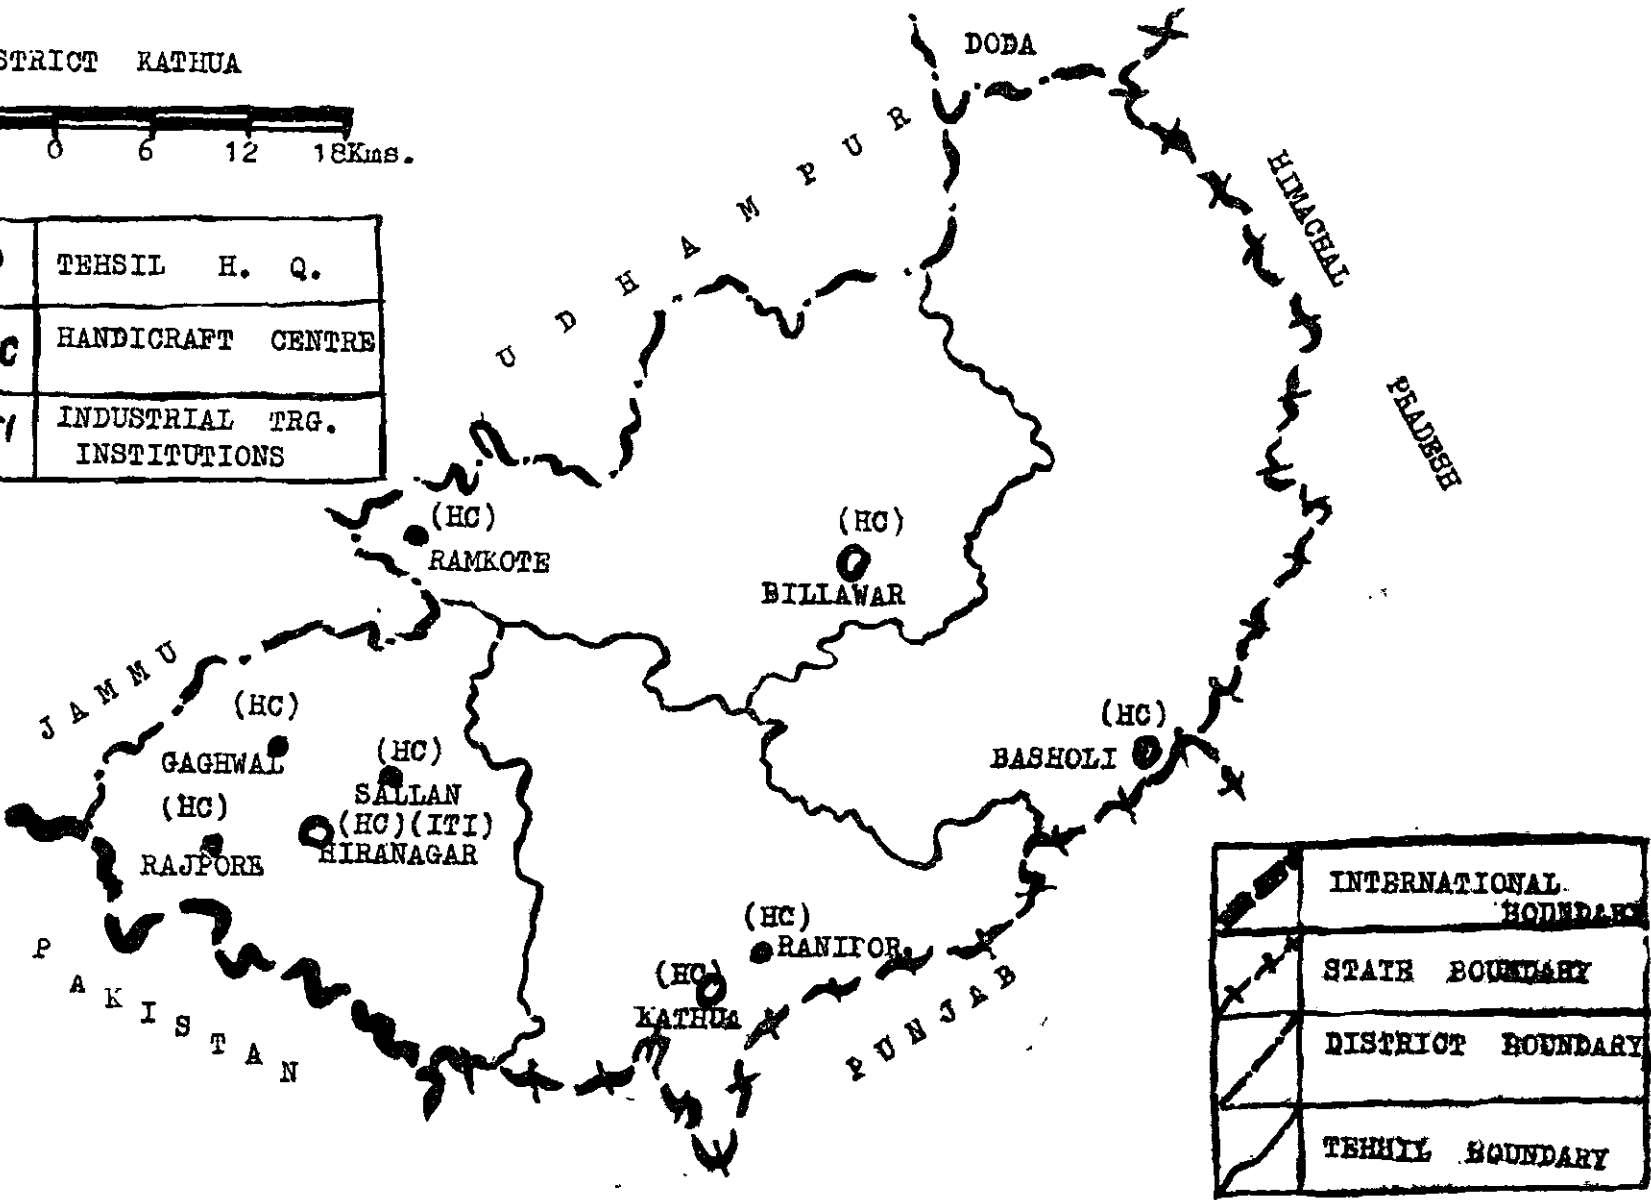 STRICT KATHUA
0 6 12 18Kms.
TEHSIL H. Q.
C HANDICRAFT CENTRE
INDUSTRIAL TRG.
INSTITUTIONS
DODA
UDHAMPUR
HIMACHAL
PRADESH
(HC)
RAMKOTE
(HC)
BILLAWAR
JAMMU
(HC)
GAGHWAL
(HC)
SALLAN
(HC)
RAJPORE
(HC)(ITI)
HIRANAGAR
(HC)
BASHOLI
(HC)
(HC)
KATHUA
PAKISTAN
PUNJAB
INTERNATIONAL
BOUNDARY
STATE BOUNDARY
DISTRICT BOUNDARY
TEHSIL BOUNDARY